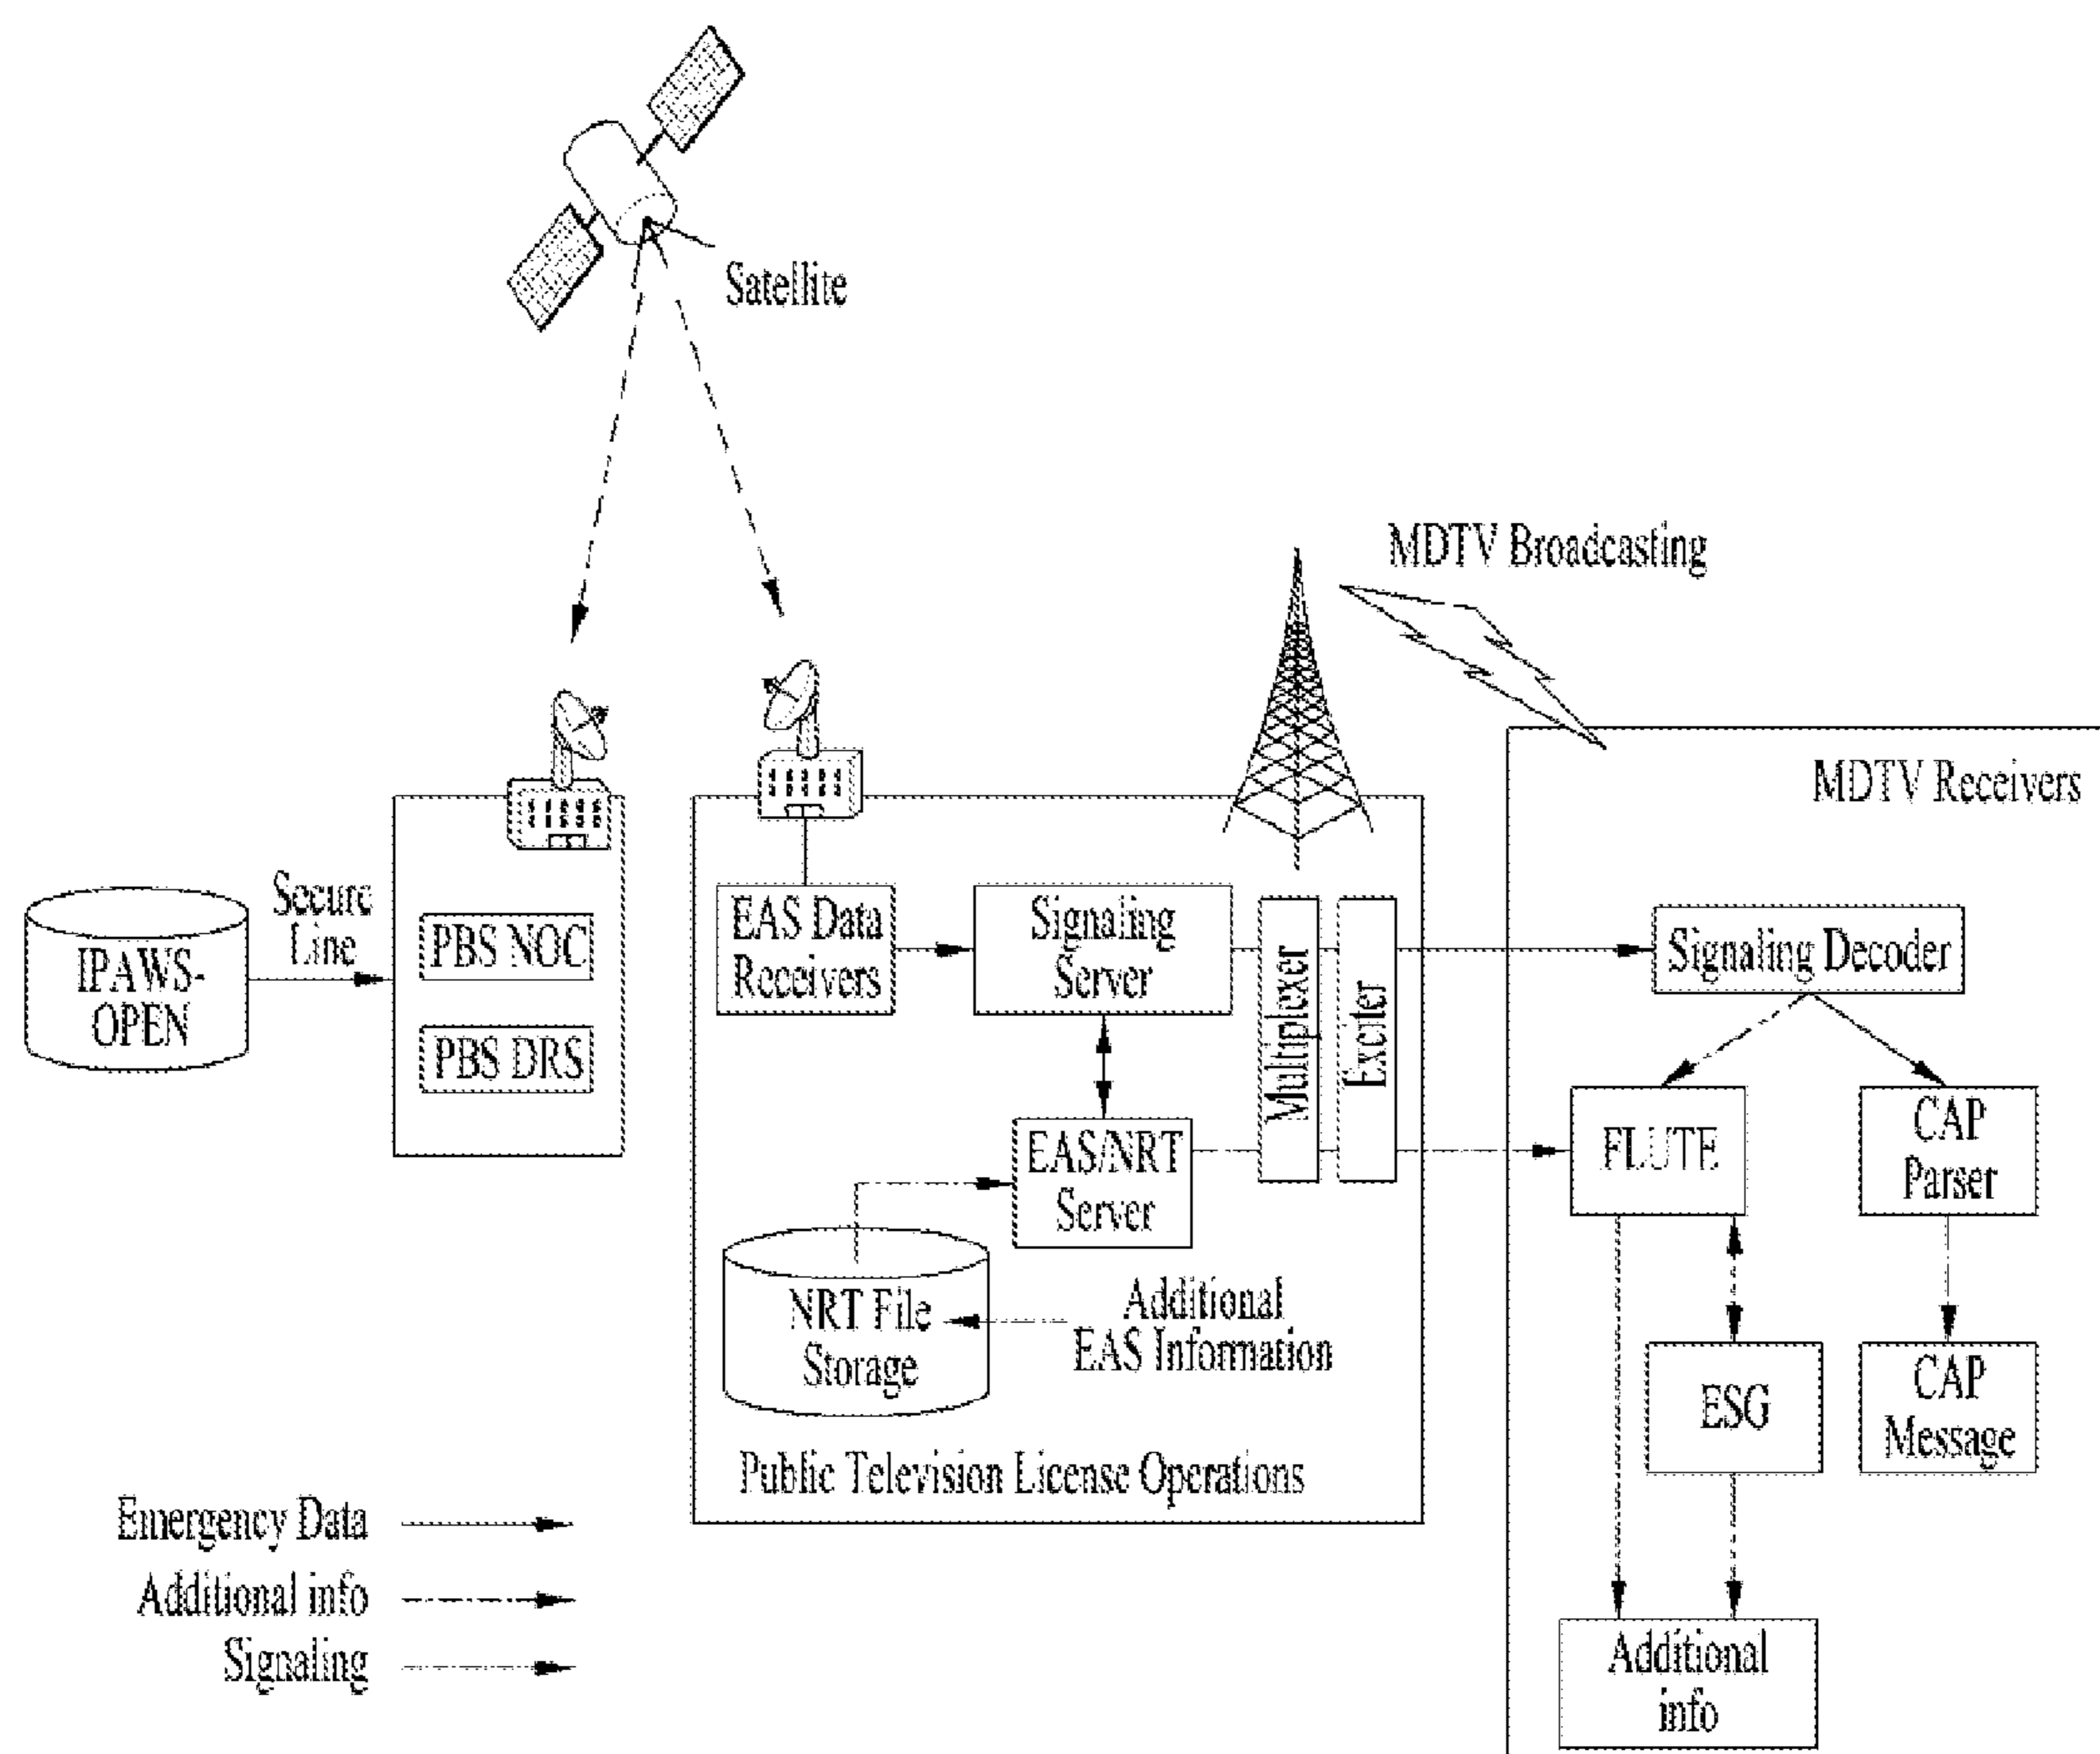 Satellite
MDTV Broadcasting
MDTV Receivers
Secure
Line
IPAWS-
OPEN
PBS NOC
PBS DRS
EAS Data
Receivers
Signaling
Server
Multiplexer
Exciter
Signaling Decoder
EAS/NRT
Server
FLUTE
CAP
Parser
NRT File
Storage
Additional
EAS Information
ESG
CAP
Message
Public Television License Operations
Additional
info
Emergency Data
Additional info
Signaling